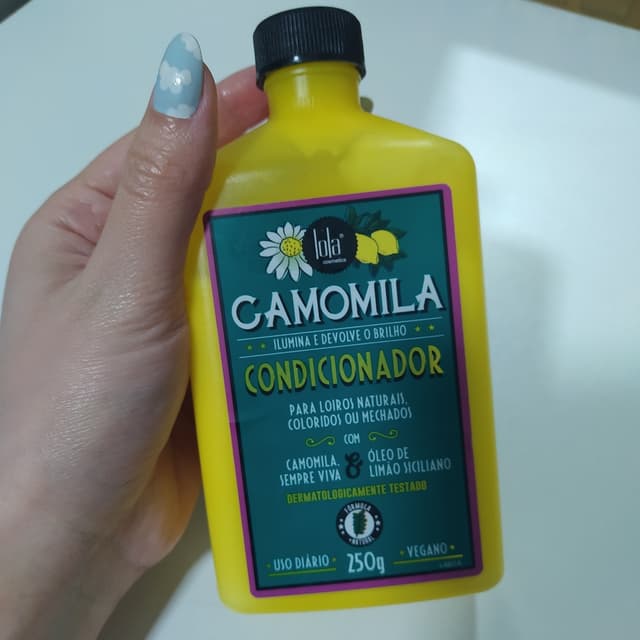 lola
cosmetics
CAMOMILA
ILUMINA E DEVOLVE O BRILHO
CONDICIONADOR
PARA LOIROS NATURAIS,
COLORIDOS OU MECHADOS
COM
CAMOMILA,
SEMPRE VIVA
&
ÓLEO DE
LIMÃO SICILIANO
DERMATOLOGICAMENTE TESTADO
FÓRMULA
NATURAL
USO DIÁRIO
250g
VEGANO